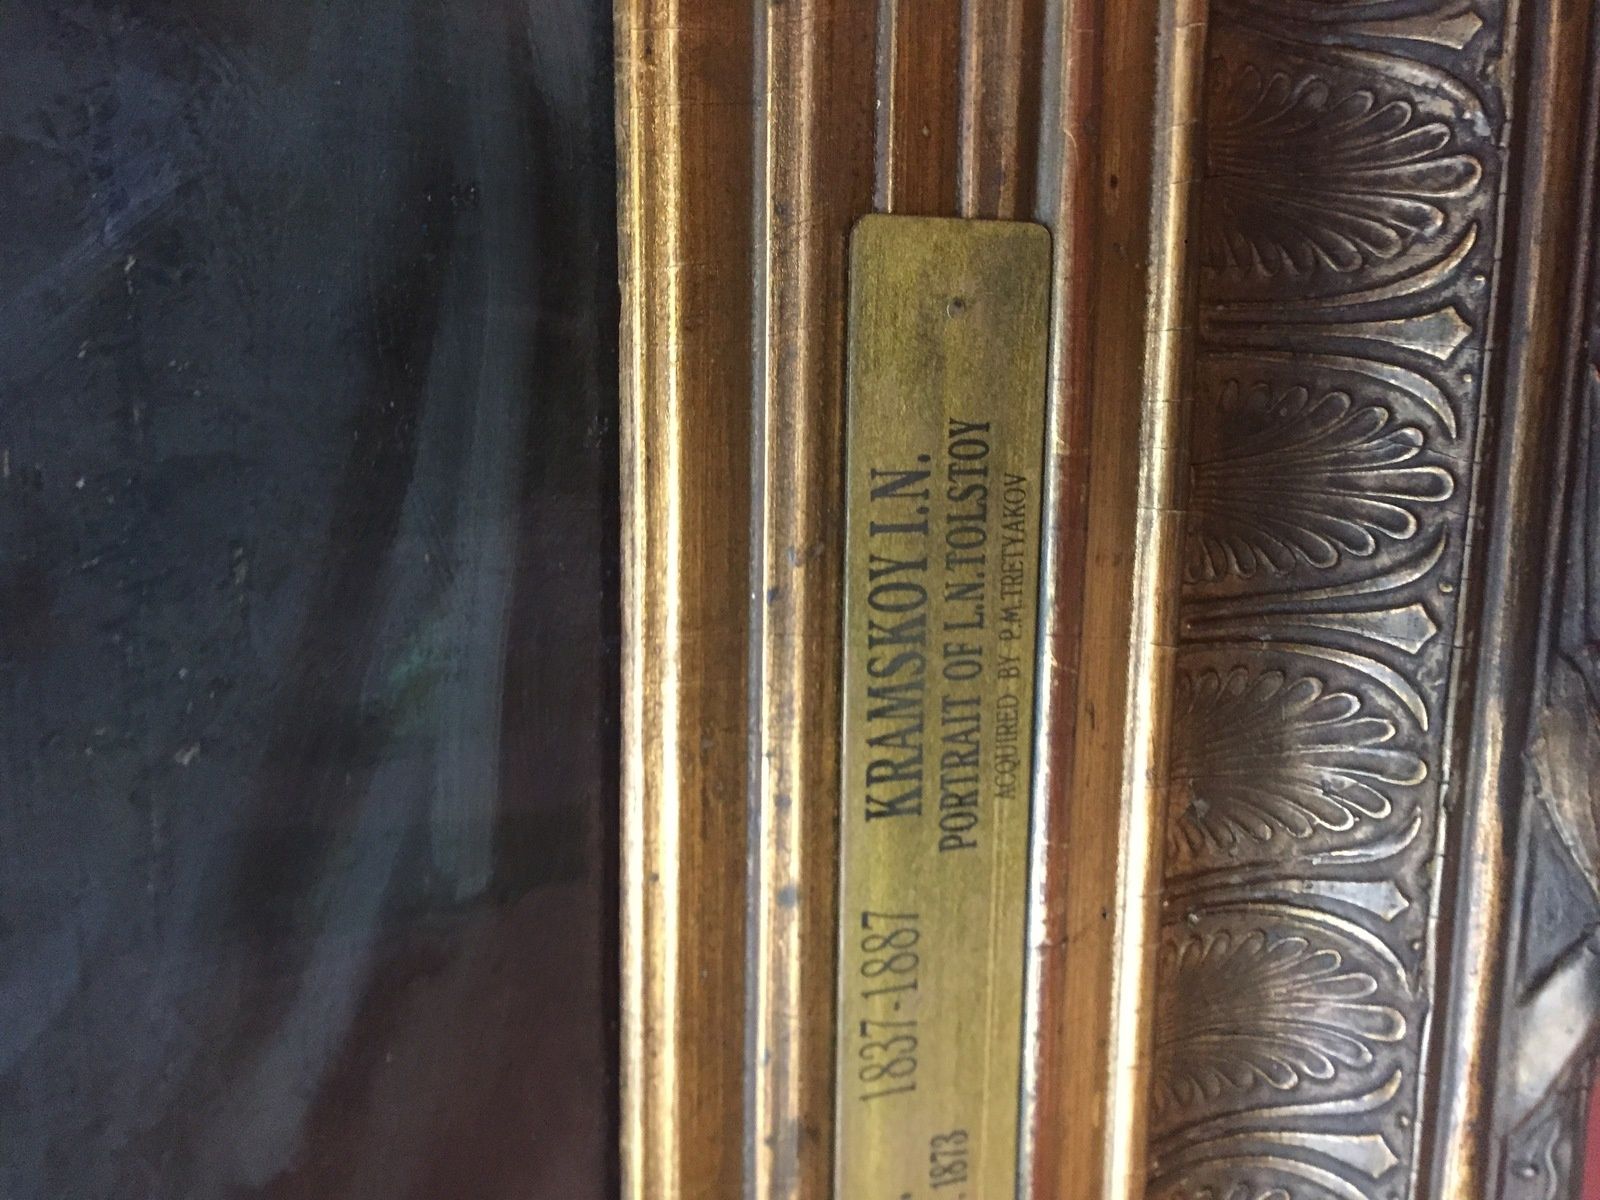 1837-1887 KRAMSKOY I.N.
. 1873 PORTRAIT OF L.N.TOLSTOY
ACQUIRED BY P.M.TRETYAKOV